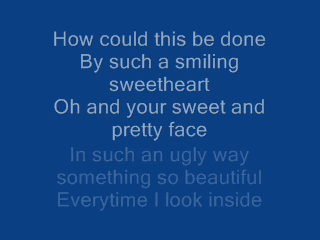 How could this be done
By such a smiling
sweetheart
Oh and your sweet and
pretty face
In such an ugly way
something so beautiful
Everytime I look inside